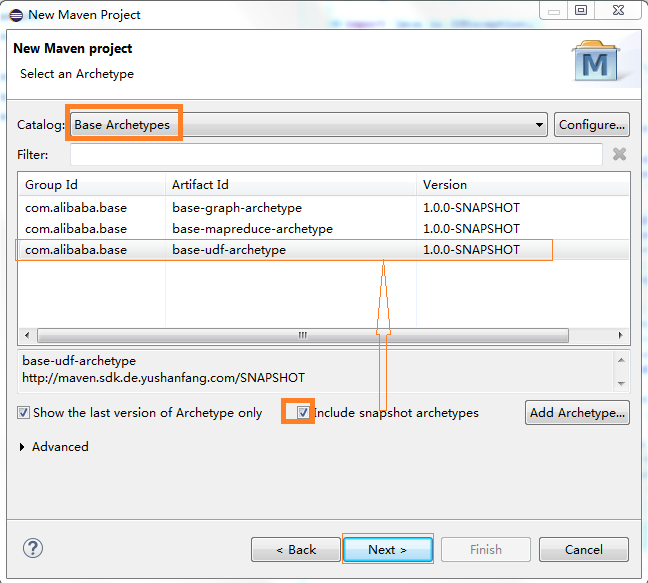 New Maven Project
New Maven project
Select an Archetype
M
Catalog: Base Archetypes Configure...
Filter:
Group Id Artifact Id Version
com.alibaba.base base-graph-archetype 1.0.0-SNAPSHOT
com.alibaba.base base-mapreduce-archetype 1.0.0-SNAPSHOT
com.alibaba.base base-udf-archetype 1.0.0-SNAPSHOT
base-udf-archetype
http://maven.sdk.de.yushanfang.com/SNAPSHOT
Show the last version of Archetype only Include snapshot archetypes Add Archetype...
Advanced
? < Back Next > Finish Cancel